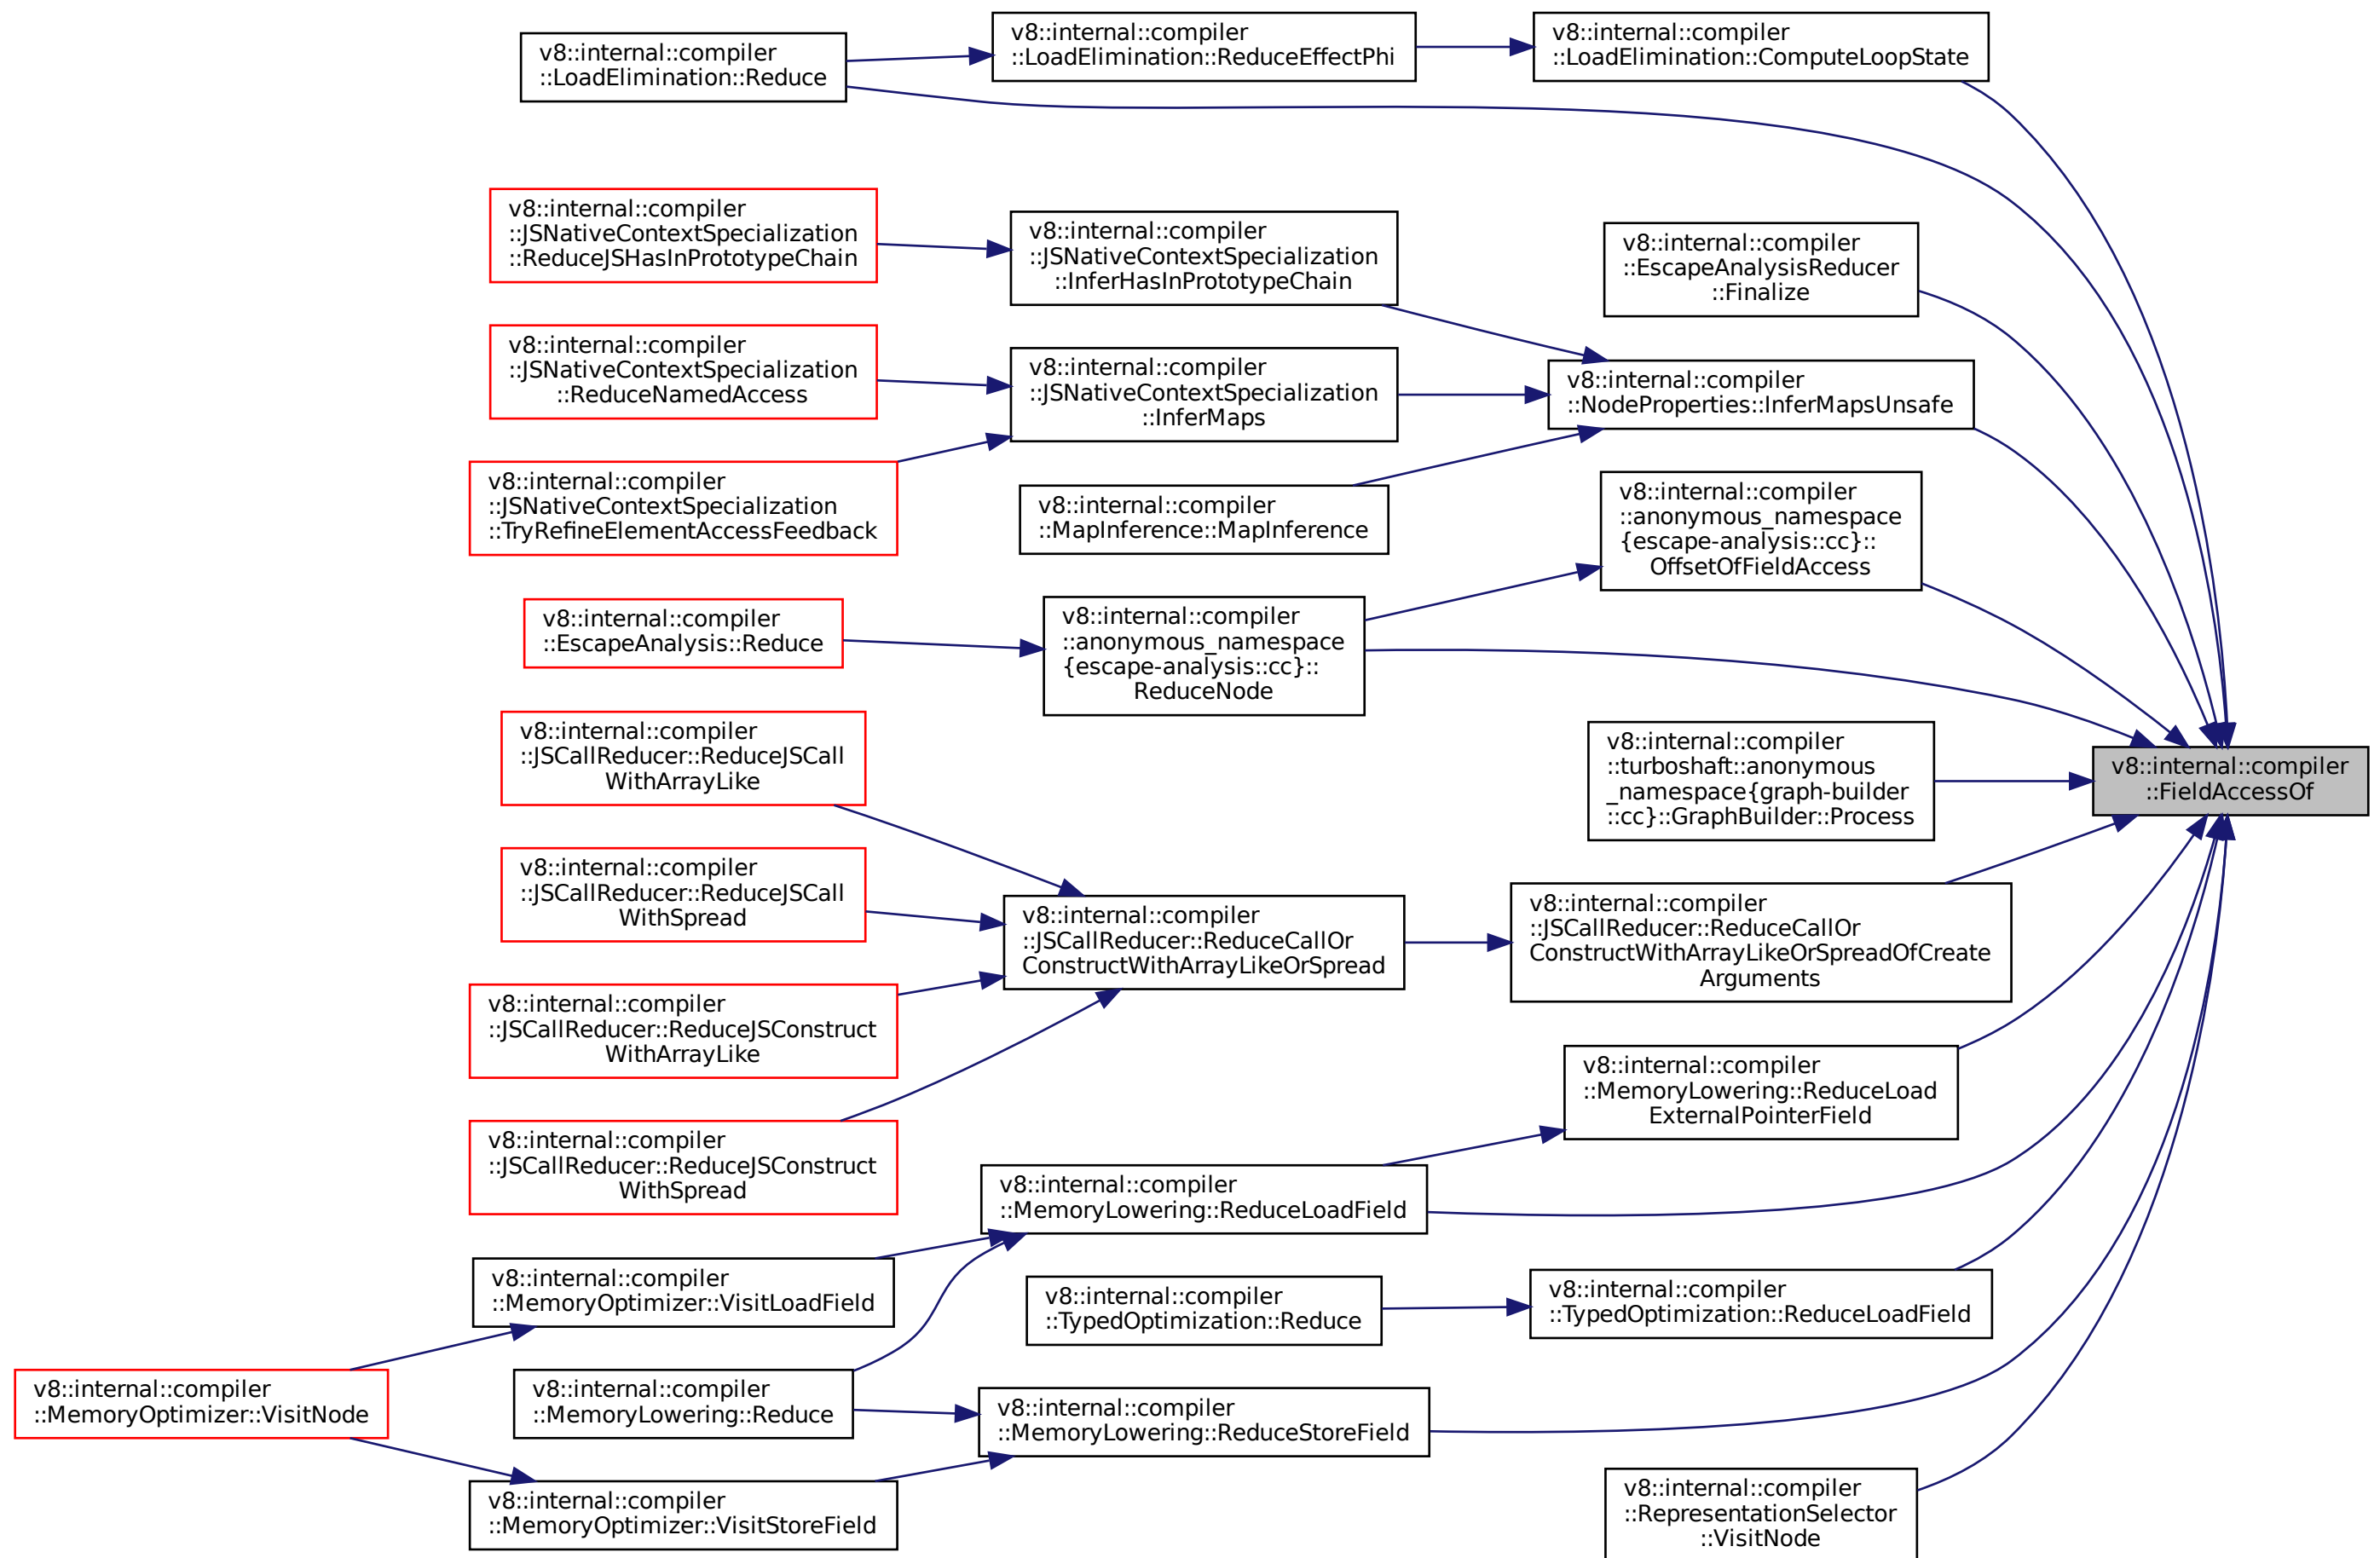 v8::internal::compiler
::LoadElimination::Reduce
v8::internal::compiler
::LoadElimination::ReduceEffectPhi
v8::internal::compiler
::LoadElimination::ComputeLoopState
v8::internal::compiler
::JSNativeContextSpecialization
::ReduceJSHasInPrototypeChain
v8::internal::compiler
::JSNativeContextSpecialization
::InferHasInPrototypeChain
v8::internal::compiler
::EscapeAnalysisReducer
::Finalize
v8::internal::compiler
::JSNativeContextSpecialization
::ReduceNamedAccess
v8::internal::compiler
::JSNativeContextSpecialization
::InferMaps
v8::internal::compiler
::NodeProperties::InferMapsUnsafe
v8::internal::compiler
::JSNativeContextSpecialization
::TryRefineElementAccessFeedback
v8::internal::compiler
::MapInference::MapInference
v8::internal::compiler
::anonymous_namespace
{escape-analysis::cc}::
OffsetOfFieldAccess
v8::internal::compiler
::EscapeAnalysis::Reduce
v8::internal::compiler
::anonymous_namespace
{escape-analysis::cc}::
ReduceNode
v8::internal::compiler
::JSCallReducer::ReduceJSCall
WithArrayLike
v8::internal::compiler
::turboshaft::anonymous
_namespace{graph-builder
::cc}::GraphBuilder::Process
v8::internal::compiler
::FieldAccessOf
v8::internal::compiler
::JSCallReducer::ReduceJSCall
WithSpread
v8::internal::compiler
::JSCallReducer::ReduceCallOr
ConstructWithArrayLikeOrSpread
v8::internal::compiler
::JSCallReducer::ReduceCallOr
ConstructWithArrayLikeOrSpreadOfCreate
Arguments
v8::internal::compiler
::JSCallReducer::ReduceJSConstruct
WithArrayLike
v8::internal::compiler
::MemoryLowering::ReduceLoad
ExternalPointerField
v8::internal::compiler
::JSCallReducer::ReduceJSConstruct
WithSpread
v8::internal::compiler
::MemoryLowering::ReduceLoadField
v8::internal::compiler
::MemoryOptimizer::VisitLoadField
v8::internal::compiler
::TypedOptimization::Reduce
v8::internal::compiler
::TypedOptimization::ReduceLoadField
v8::internal::compiler
::MemoryOptimizer::VisitNode
v8::internal::compiler
::MemoryLowering::Reduce
v8::internal::compiler
::MemoryLowering::ReduceStoreField
v8::internal::compiler
::MemoryOptimizer::VisitStoreField
v8::internal::compiler
::RepresentationSelector
::VisitNode